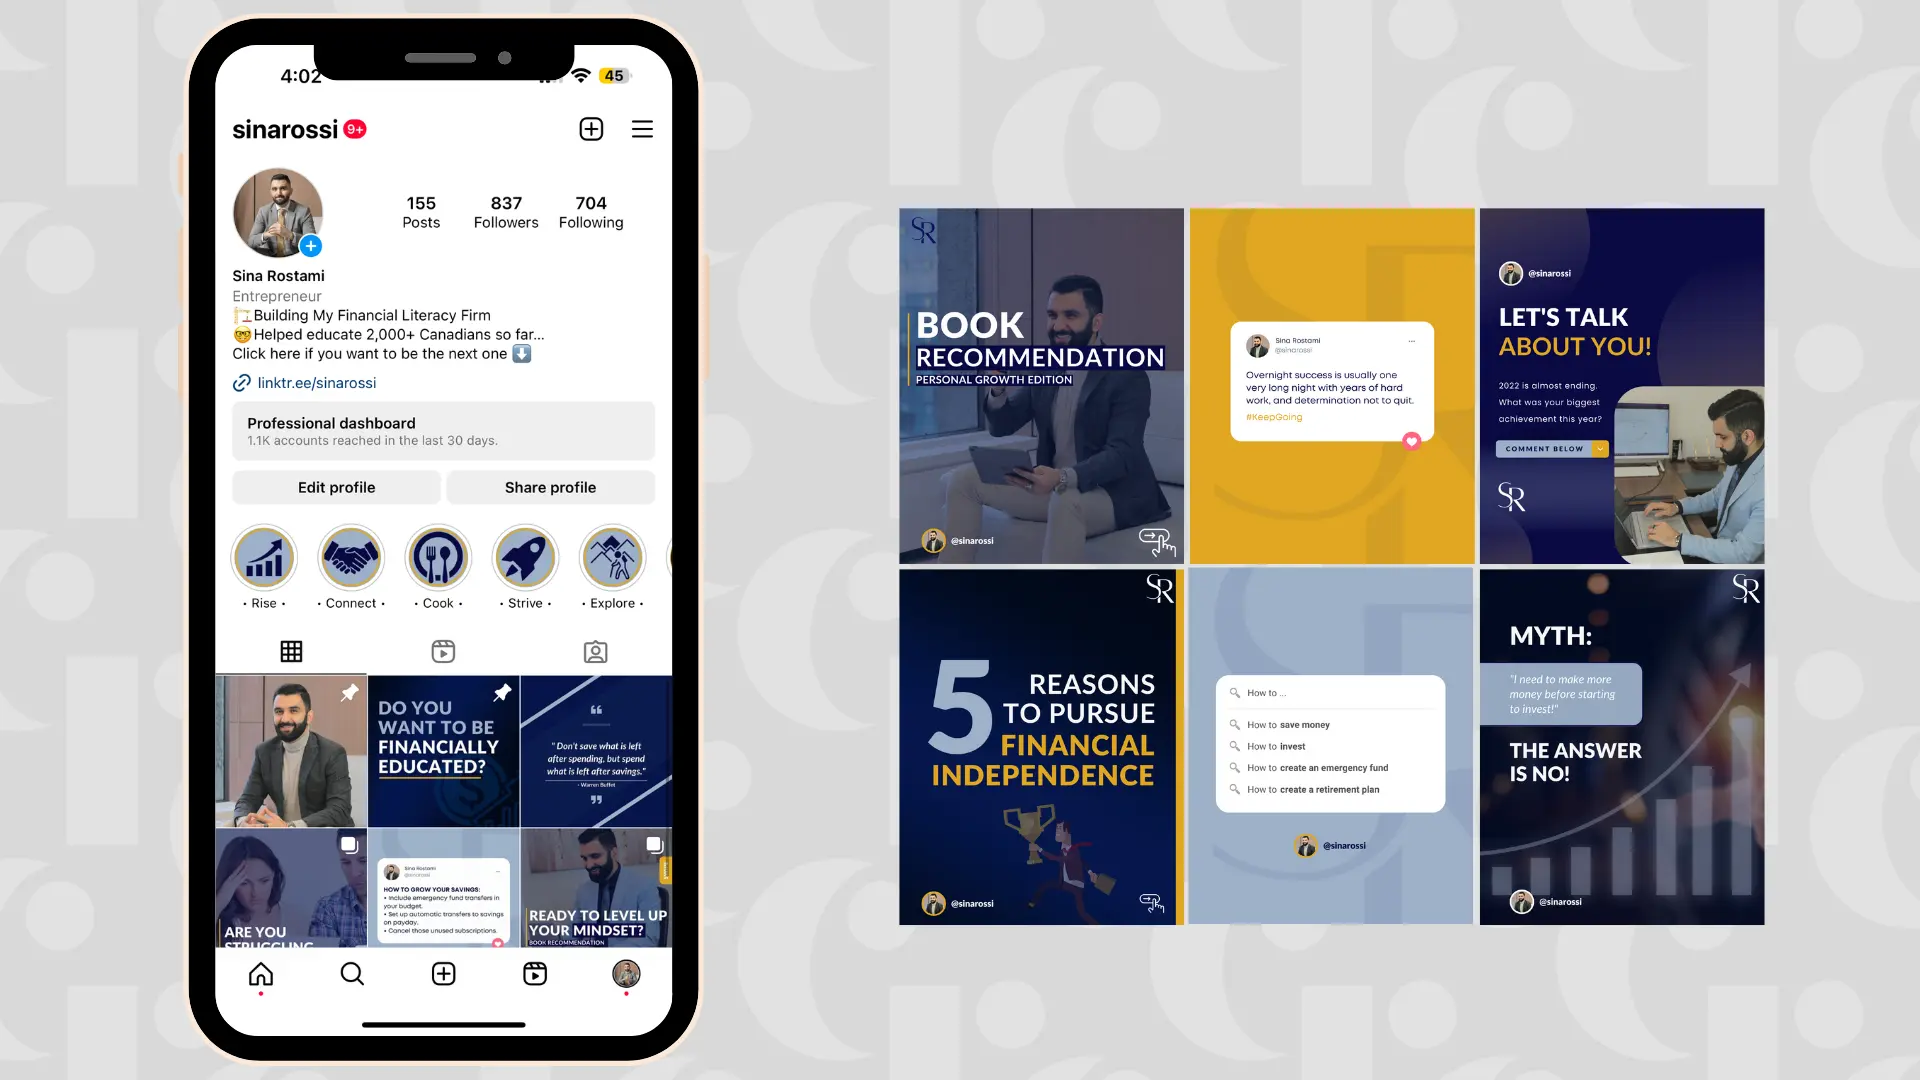 4:02
45
sinarossi 9+
155
Posts
837
Followers
704
Following
Sina Rostami
Entrepreneur
🏗️Building My Financial Literacy Firm
🤓Helped educate 2,000+ Canadians so far...
Click here if you want to be the next one ⬇️
linktr.ee/sinarossi
Professional dashboard
1.1K accounts reached in the last 30 days.
Edit profile
Share profile
• Rise •
• Connect •
• Cook •
• Strive •
• Explore •
DO YOU
WANT TO BE
FINANCIALLY
EDUCATED?
"Don't save what is left
after spending, but spend
what is left after savings."
- Warren Buffet
ARE YOU
STRUGGLING
Sina Rostami
@sinarossi
HOW TO GROW YOUR SAVINGS:
• Include emergency fund transfers in
your budget.
• Set up automatic transfers to savings
on payday.
• Cancel those unused subscriptions.
READY TO LEVEL UP
YOUR MINDSET?
BOOK RECOMMENDATION
SR
BOOK
RECOMMENDATION
PERSONAL GROWTH EDITION
@sinarossi
Sina Rostami
@sinarossi
Overnight success is usually one
very long night with years of hard
work, and determination not to quit.
#KeepGoing
@sinarossi
LET'S TALK
ABOUT YOU!
2022 is almost ending.
What was your biggest
achievement this year?
COMMENT BELOW
SR
SR
5
REASONS
TO PURSUE
FINANCIAL
INDEPENDENCE
@sinarossi
How to ...
How to save money
How to invest
How to create an emergency fund
How to create a retirement plan
@sinarossi
SR
MYTH:
"I need to make more
money before starting
to invest!"
THE ANSWER
IS NO!
@sinarossi